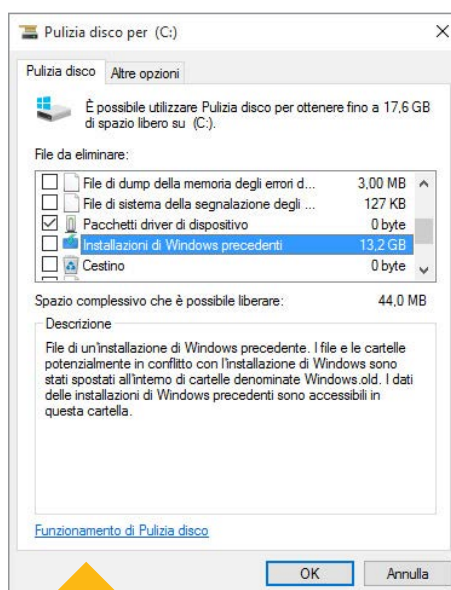 Pulizia disco per (C:)
Pulizia disco
Altre opzioni
È possibile utilizzare Pulizia disco per ottenere fino a 17,6 GB
di spazio libero su (C:).
File da eliminare:
File di dump della memoria degli errori d... 3,00 MB
File di sistema della segnalazione degli ... 127 KB
Pacchetti driver di dispositivo 0 byte
Installazioni di Windows precedenti 13,2 GB
Cestino 0 byte
Spazio complessivo che è possibile liberare: 44,0 MB
Descrizione
File di un'installazione di Windows precedente. I file e le cartelle
potenzialmente in conflitto con l'installazione di Windows sono
stati spostati all'interno di cartelle denominate Windows.old. I dati
delle installazioni di Windows precedenti sono accessibili in
questa cartella.
Funzionamento di Pulizia disco
OK
Annulla